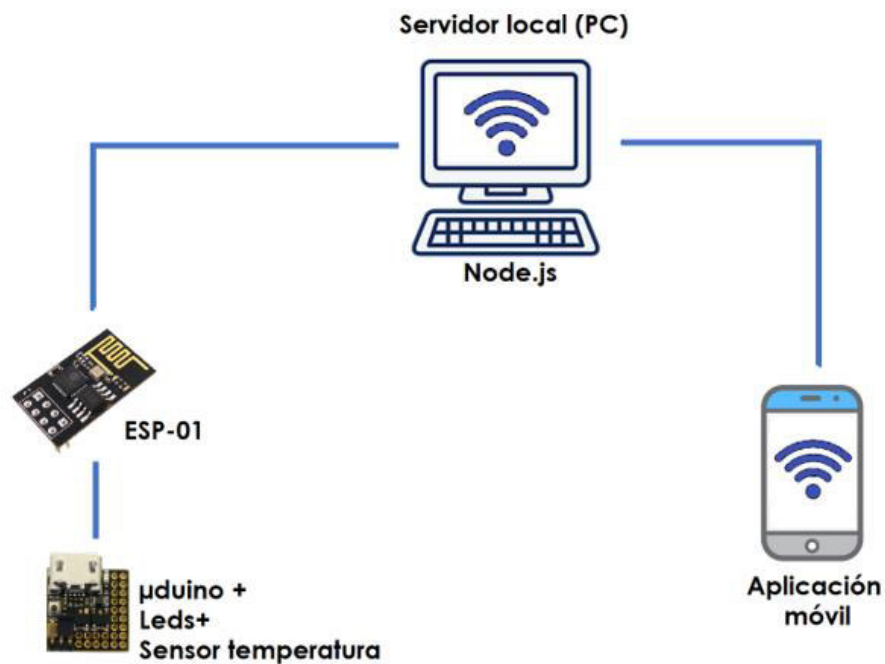 Servidor local (PC)
Node.js
ESP-01
µduino +
Leds+
Sensor temperatura
Aplicación
móvil